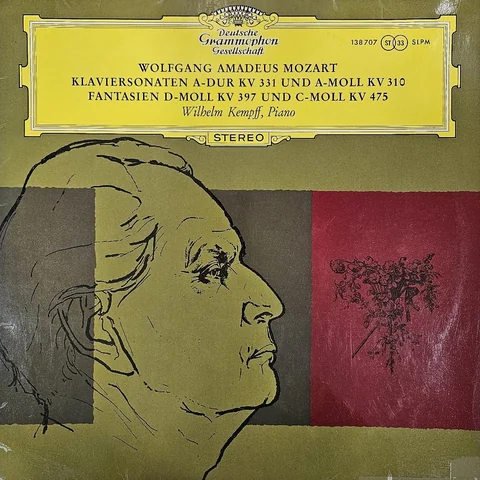 Deutsche
Grammophon
Gesellschaft
138 707 ST 33 SLPM
WOLFGANG AMADEUS MOZART
KLAVIERSONATEN A-DUR KV 331 UND A-MOLL KV 310
FANTASIEN D-MOLL KV 397 UND C-MOLL KV 475
Wilhelm Kempff, Piano
STEREO